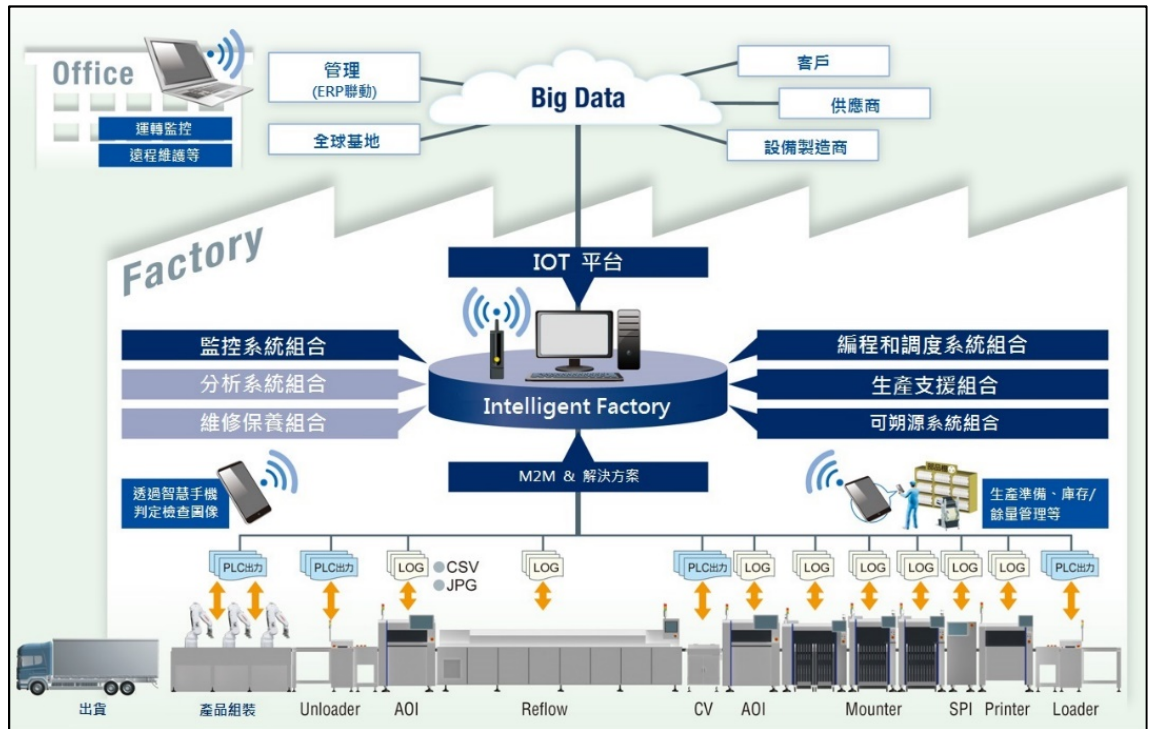 Office
運轉監控
遠程維護等
管理
(ERP聯動)
全球基地
Big Data
客戶
供應商
設備製造商
Factory
IOT 平台
監控系統組合
分析系統組合
維修保養組合
Intelligent Factory
編程和調度系統組合
生產支援組合
可朔源系統組合
M2M & 解決方案
透過智慧手機
判定檢查圖像
生產準備、庫存/
餘量管理等
PLC出力
PLC出力
LOG
CSV
JPG
LOG
PLC出力
LOG
LOG
LOG
LOG
LOG
LOG
PLC出力
出貨
產品組裝
Unloader
AOI
Reflow
CV
AOI
Mounter
SPI
Printer
Loader